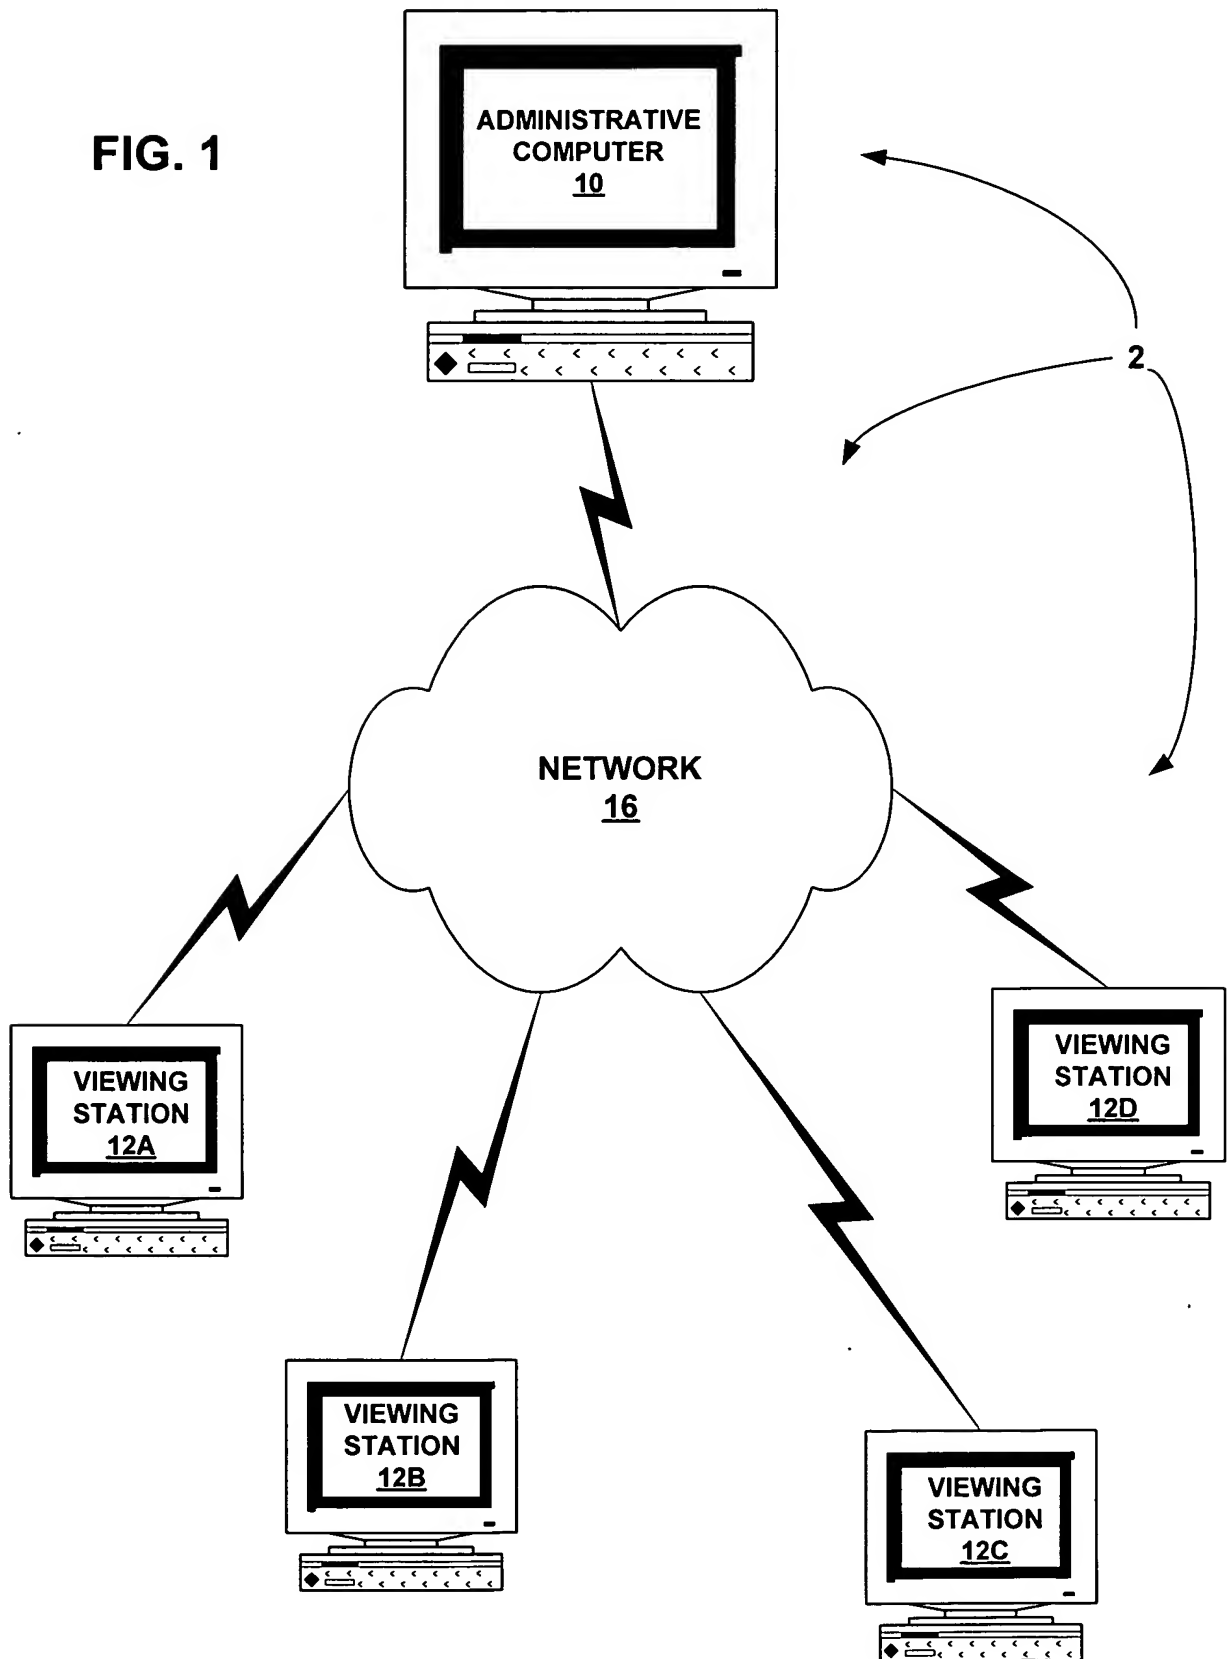 FIG. 1
ADMINISTRATIVE
COMPUTER
10
2
NETWORK
16
VIEWING
STATION
12A
VIEWING
STATION
12D
VIEWING
STATION
12B
VIEWING
STATION
12C